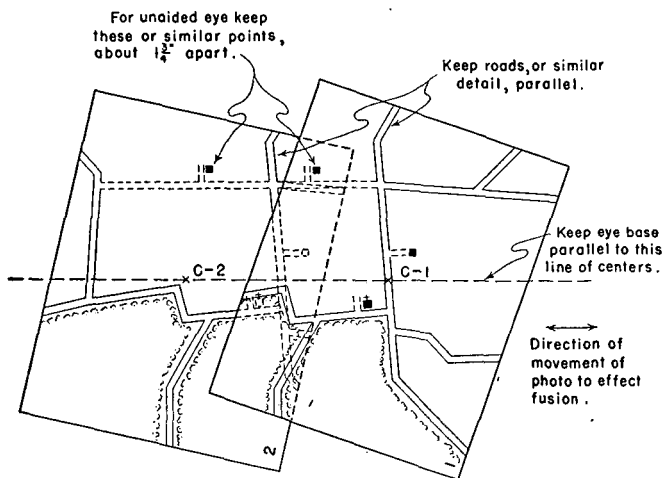 For unaided eye keep
these or similar points,
about 1 3/4" apart.
Keep roads, or similar
detail, parallel.
Keep eye base
parallel to this
line of centers.
C-2
C-1
Direction of
movement of
photo to effect
fusion.
2
1